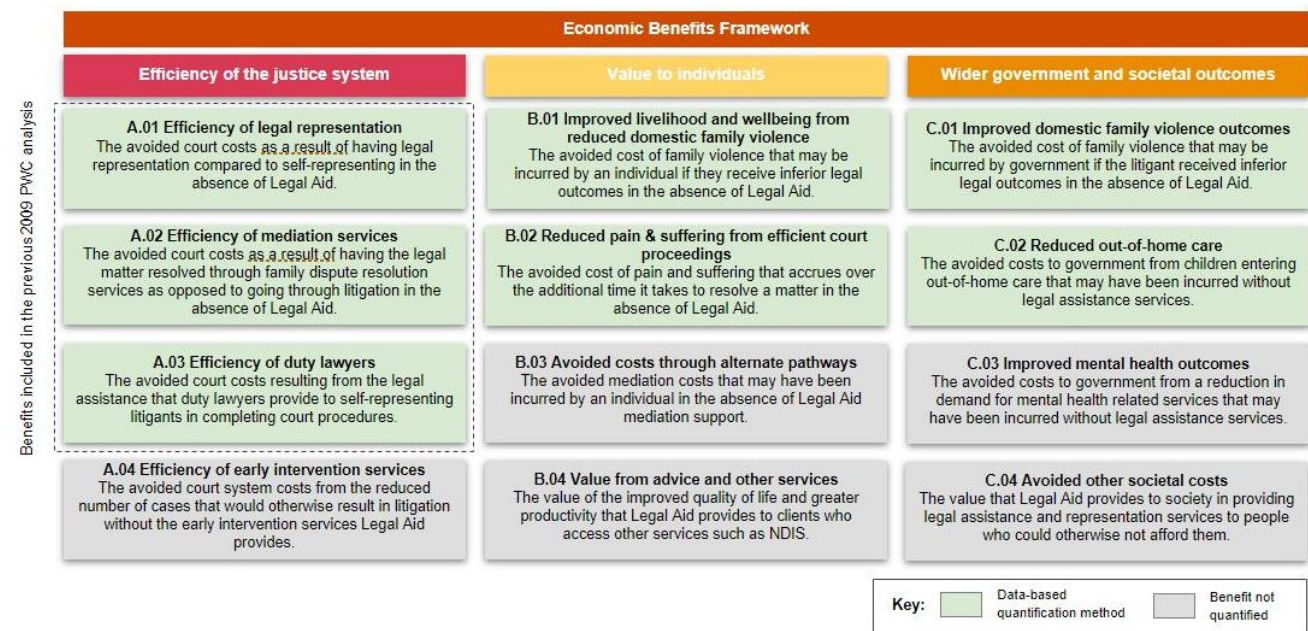 Economic Benefits Framework
Efficiency of the justice system
Value to individuals
Wider government and societal outcomes
Benefits included in the previous 2009 PWC analysis
A.01 Efficiency of legal representation
The avoided court costs as a result of having legal
representation compared to self-representing in the
absence of Legal Aid.
B.01 Improved livelihood and wellbeing from
reduced domestic family violence
The avoided cost of family violence that may be
incurred by an individual if they receive inferior legal
outcomes in the absence of Legal Aid.
C.01 Improved domestic family violence outcomes
The avoided cost of family violence that may be
incurred by government if the litigant received inferior
legal outcomes in the absence of Legal Aid.
A.02 Efficiency of mediation services
The avoided court costs as a result of having the legal
matter resolved through family dispute resolution
services as opposed to going through litigation in the
absence of Legal Aid.
B.02 Reduced pain & suffering from efficient court
proceedings
The avoided cost of pain and suffering that accrues over
the additional time it takes to resolve a matter in the
absence of Legal Aid.
C.02 Reduced out-of-home care
The avoided costs to government from children entering
out-of-home care that may have been incurred without
legal assistance services.
A.03 Efficiency of duty lawyers
The avoided court costs resulting from the legal
assistance that duty lawyers provide to self-representing
litigants in completing court procedures.
B.03 Avoided costs through alternate pathways
The avoided mediation costs that may have been
incurred by an individual in the absence of Legal Aid
mediation support.
C.03 Improved mental health outcomes
The avoided costs to government from a reduction in
demand for mental health related services that may
have been incurred without legal assistance services.
A.04 Efficiency of early intervention services
The avoided court system costs from the reduced
number of cases that would otherwise result in litigation
without the early intervention services Legal Aid
provides.
B.04 Value from advice and other services
The value of the improved quality of life and greater
productivity that Legal Aid provides to clients who
access other services such as NDIS.
C.04 Avoided other societal costs
The value that Legal Aid provides to society in providing
legal assistance and representation services to people
who could otherwise not afford them.
Key:
Data-based
quantification method
Benefit not
quantified